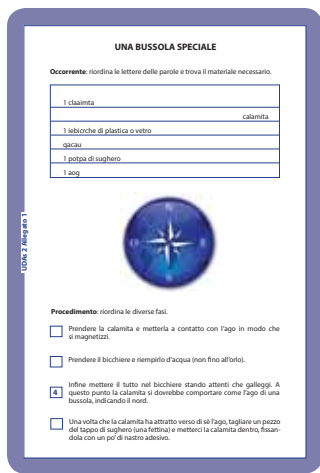 UNA BUSSOLA SPECIALE
Occorrente: riordina le lettere delle parole e trova il materiale necessario.
1 claaimta
calamita
1 iebicrche di plastica o vetro
qacau
1 potpa di sughero
1 aog
UDAs 2 Allegato 1
Procedimento: riordina le diverse fasi.
Prendere la calamita e metterla a contatto con l'ago in modo che
si magnetizzi.
Prendere il bicchiere e riempirlo d'acqua (non fino all'orlo).
4
Infine mettere il tutto nel bicchiere stando attenti che galleggi. A
questo punto la calamita si dovrebbe comportare come l'ago di una
bussola, indicando il nord.
Una volta che la calamita ha attratto verso di sè l'ago, tagliare un pezzo
del tappo di sughero (una fettina) e metterci la calamita dentro, fissan-
dola con un po' di nastro adesivo.